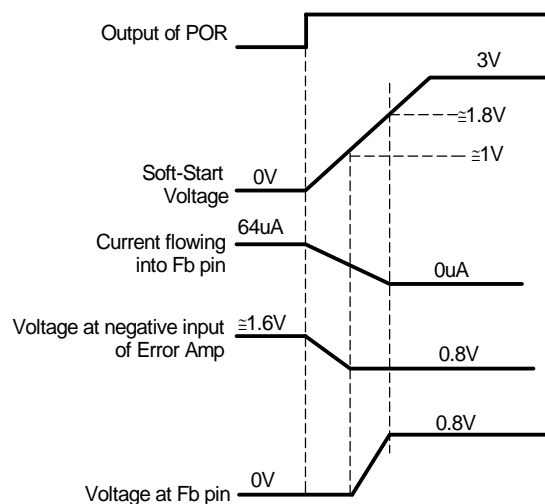 Output of POR
3V
≅1.8V
≅1V
Soft-Start
Voltage
0V
64uA
Current flowing
into Fb pin
0uA
≅1.6V
Voltage at negative input
of Error Amp
0.8V
0.8V
0V
Voltage at Fb pin